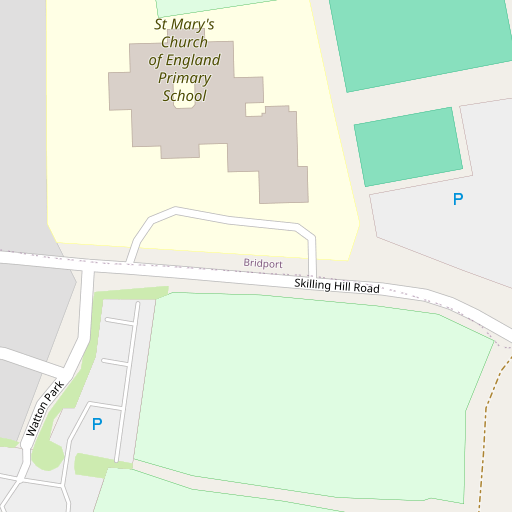 St Mary's
Church
of England
Primary
School
P
Bridport
Skilling Hill Road
Watton Park
P